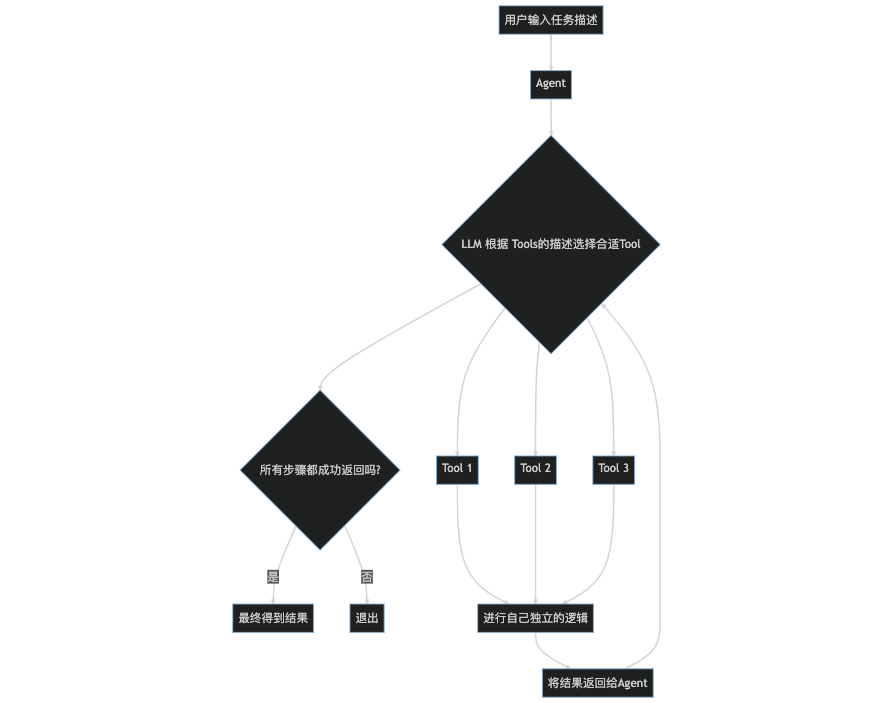 用户输入任务描述
Agent
LLM 根据 Tools的描述选择合适Tool
所有步骤都成功返回吗?
Tool 1
Tool 2
Tool 3
是
否
最终得到结果
退出
进行自己独立的逻辑
将结果返回给Agent